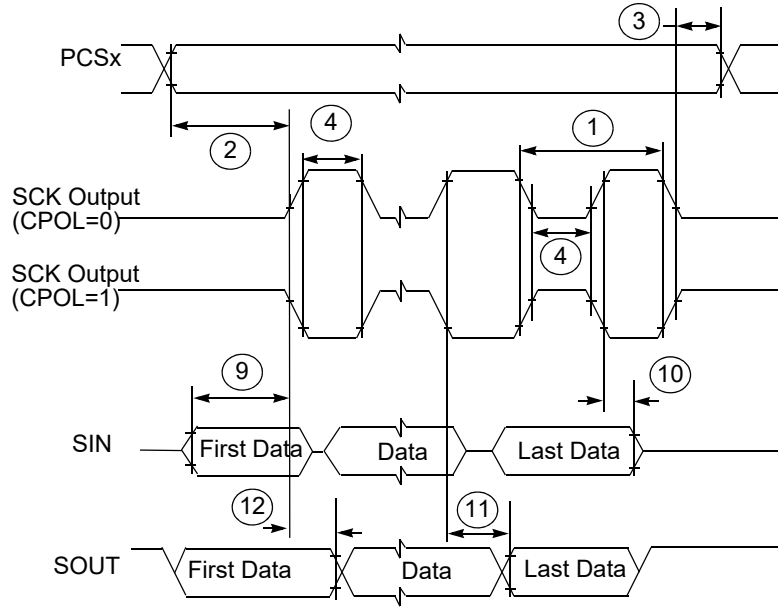 3
PCSx
2
4
1
SCK Output
(CPOL=0)
4
SCK Output
(CPOL=1)
9
10
SIN
First Data
Data
Last Data
12
11
SOUT
First Data
Data
Last Data